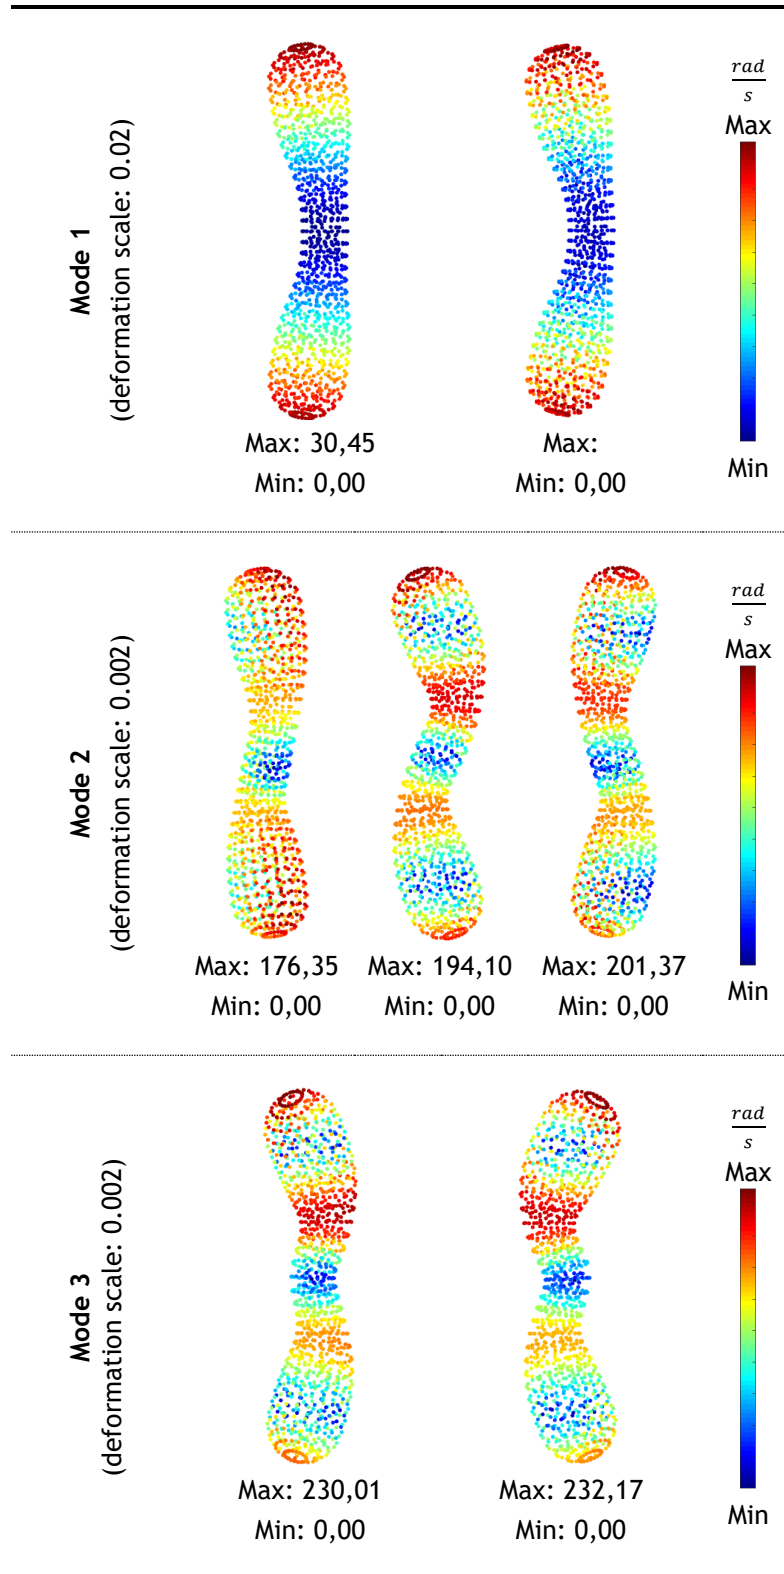 Mode 1
(deformation scale: 0.02)
Max: 30,45
Min: 0,00
Max:
Min: 0,00
rad
s
Max
Min
Mode 2
(deformation scale: 0.002)
Max: 176,35
Min: 0,00
Max: 194,10
Min: 0,00
Max: 201,37
Min: 0,00
rad
s
Max
Min
Mode 3
(deformation scale: 0.002)
Max: 230,01
Min: 0,00
Max: 232,17
Min: 0,00
rad
s
Max
Min